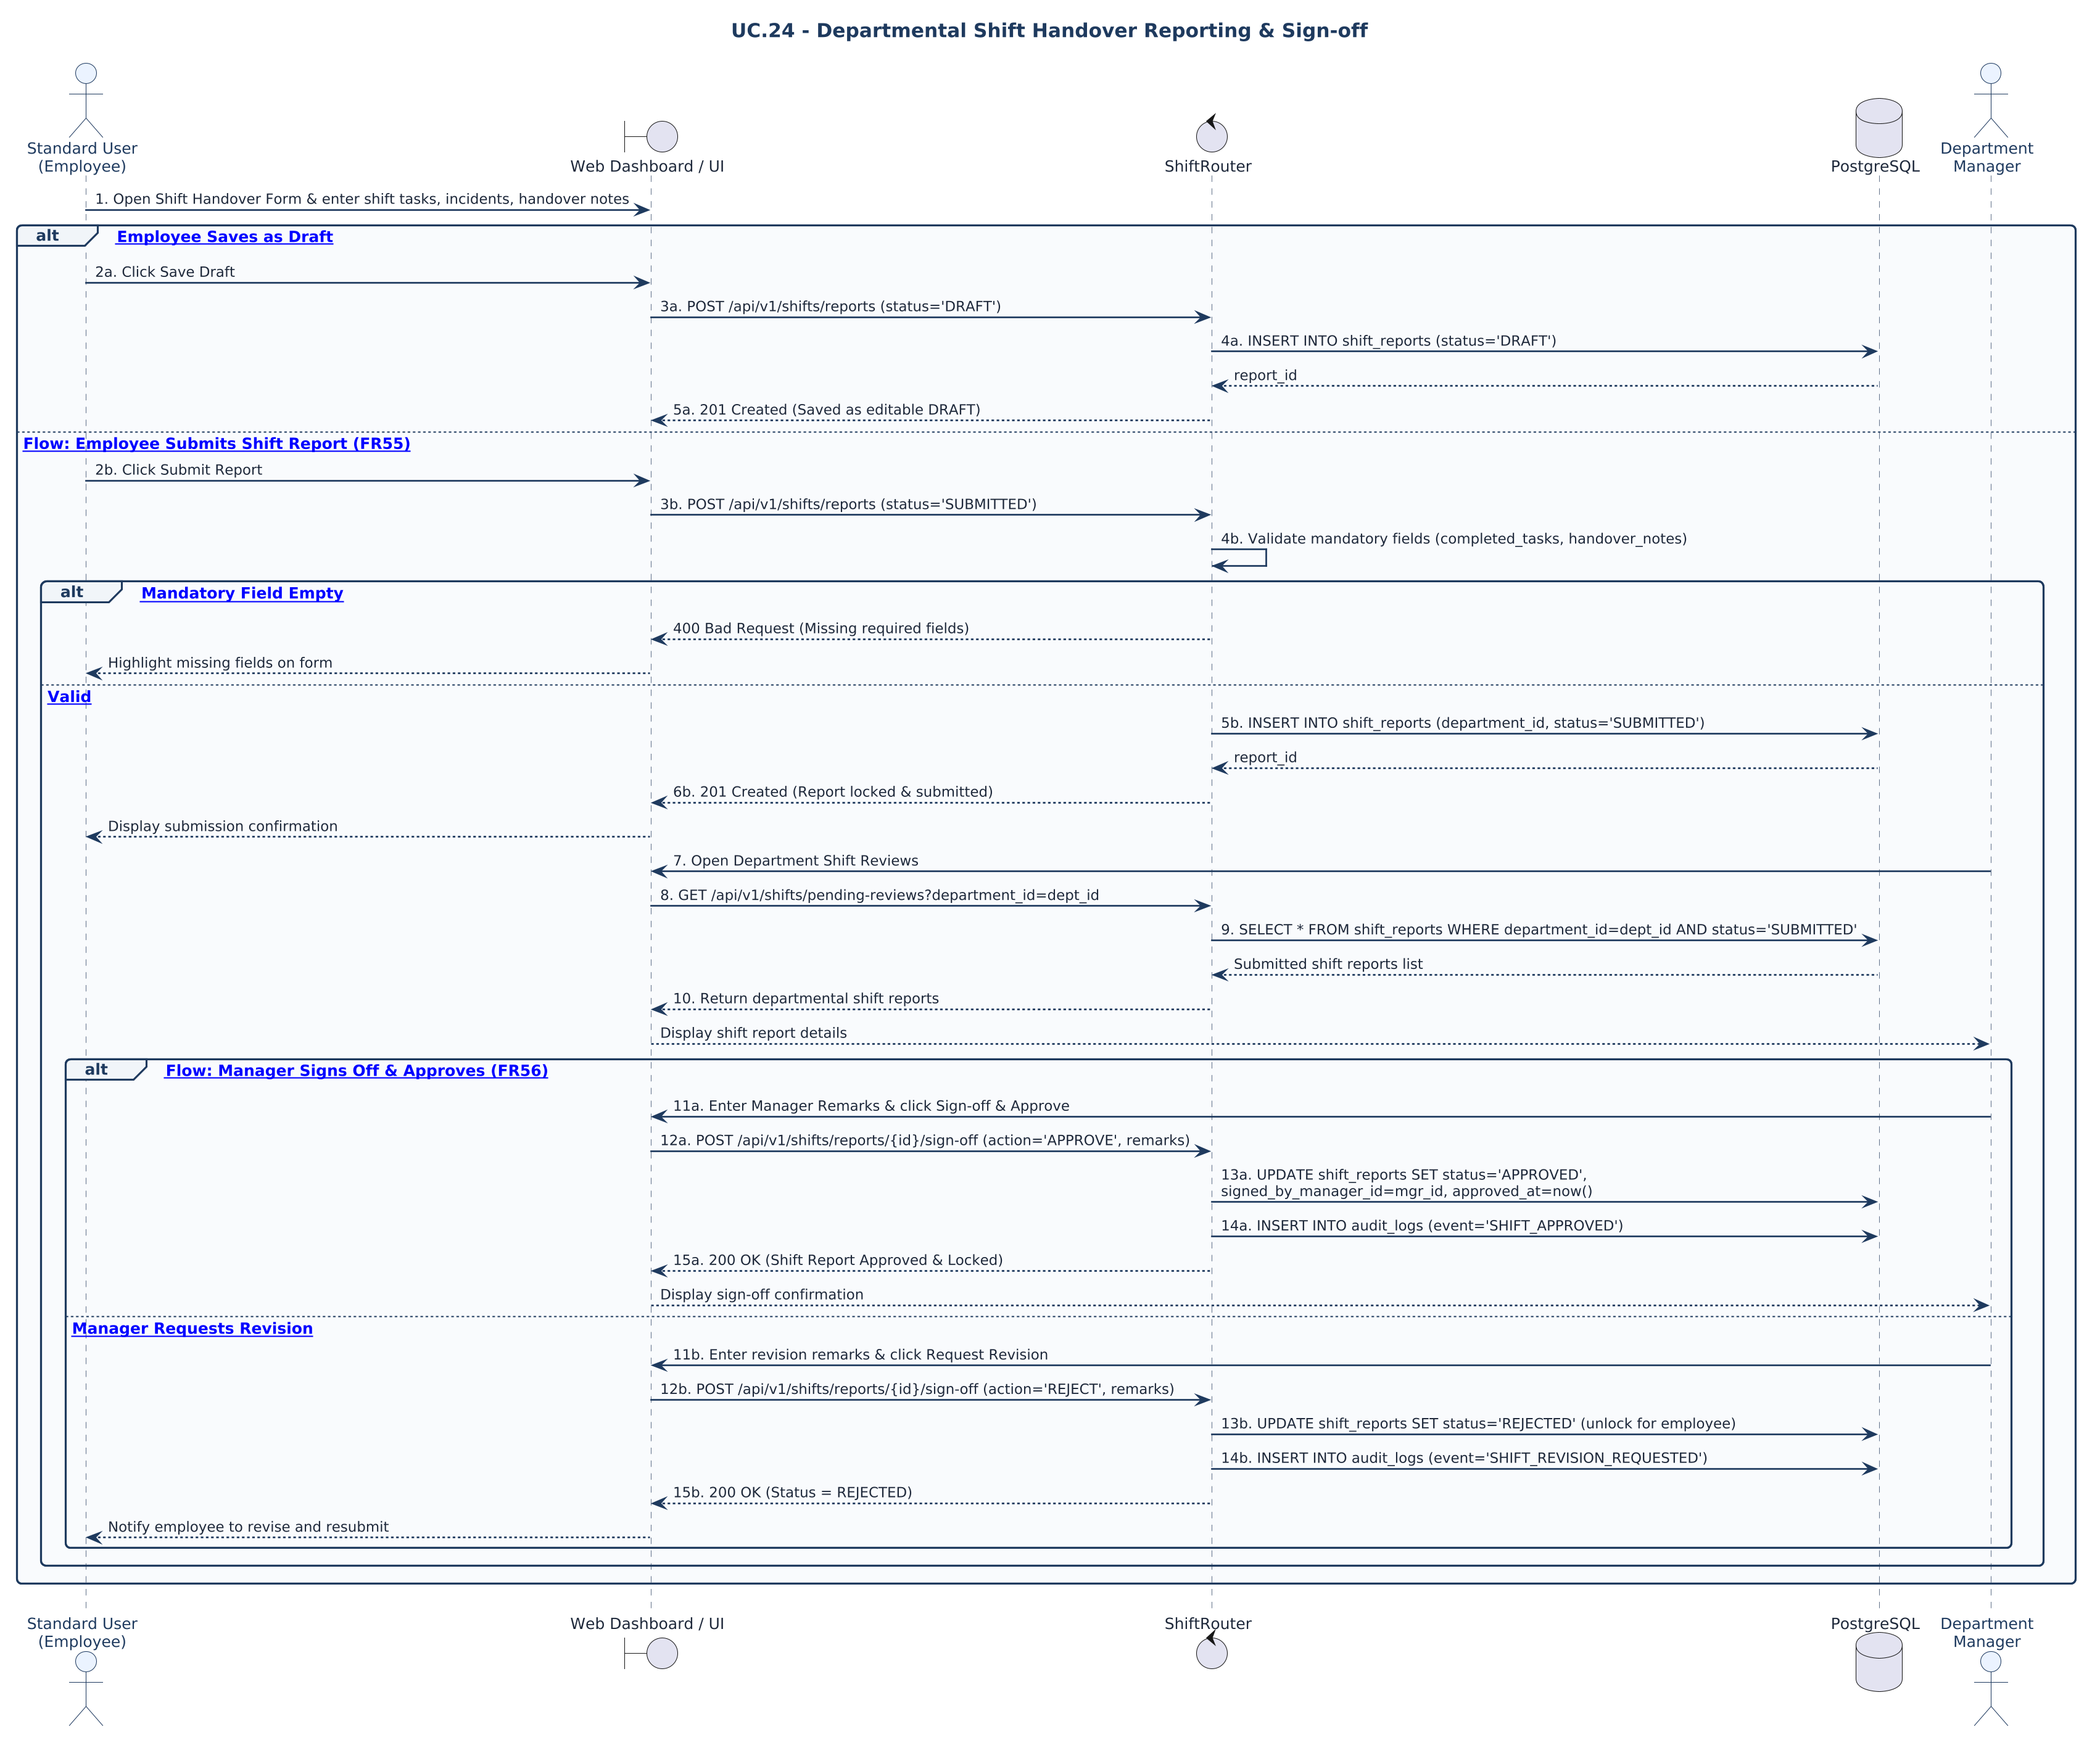 UC.24 - Departmental Shift Handover Reporting & Sign-off
Standard User
(Employee)
Web Dashboard / UI
ShiftRouter
PostgreSQL
Department
Manager
1. Open Shift Handover Form & enter shift tasks, incidents, handover notes
alt
Employee Saves as Draft
2a. Click Save Draft
3a. POST /api/v1/shifts/reports (status='DRAFT')
4a. INSERT INTO shift_reports (status='DRAFT')
report_id
5a. 201 Created (Saved as editable DRAFT)
Flow: Employee Submits Shift Report (FR55)
2b. Click Submit Report
3b. POST /api/v1/shifts/reports (status='SUBMITTED')
4b. Validate mandatory fields (completed_tasks, handover_notes)
alt
Mandatory Field Empty
400 Bad Request (Missing required fields)
Highlight missing fields on form
Valid
5b. INSERT INTO shift_reports (department_id, status='SUBMITTED')
report_id
6b. 201 Created (Report locked & submitted)
Display submission confirmation
7. Open Department Shift Reviews
8. GET /api/v1/shifts/pending-reviews?department_id=dept_id
9. SELECT * FROM shift_reports WHERE department_id=dept_id AND status='SUBMITTED'
Submitted shift reports list
10. Return departmental shift reports
Display shift report details
alt
Flow: Manager Signs Off & Approves (FR56)
11a. Enter Manager Remarks & click Sign-off & Approve
12a. POST /api/v1/shifts/reports/{id}/sign-off (action='APPROVE', remarks)
13a. UPDATE shift_reports SET status='APPROVED',
signed_by_manager_id=mgr_id, approved_at=now()
14a. INSERT INTO audit_logs (event='SHIFT_APPROVED')
15a. 200 OK (Shift Report Approved & Locked)
Display sign-off confirmation
Manager Requests Revision
11b. Enter revision remarks & click Request Revision
12b. POST /api/v1/shifts/reports/{id}/sign-off (action='REJECT', remarks)
13b. UPDATE shift_reports SET status='REJECTED' (unlock for employee)
14b. INSERT INTO audit_logs (event='SHIFT_REVISION_REQUESTED')
15b. 200 OK (Status = REJECTED)
Notify employee to revise and resubmit
Standard User
(Employee)
Web Dashboard / UI
ShiftRouter
PostgreSQL
Department
Manager